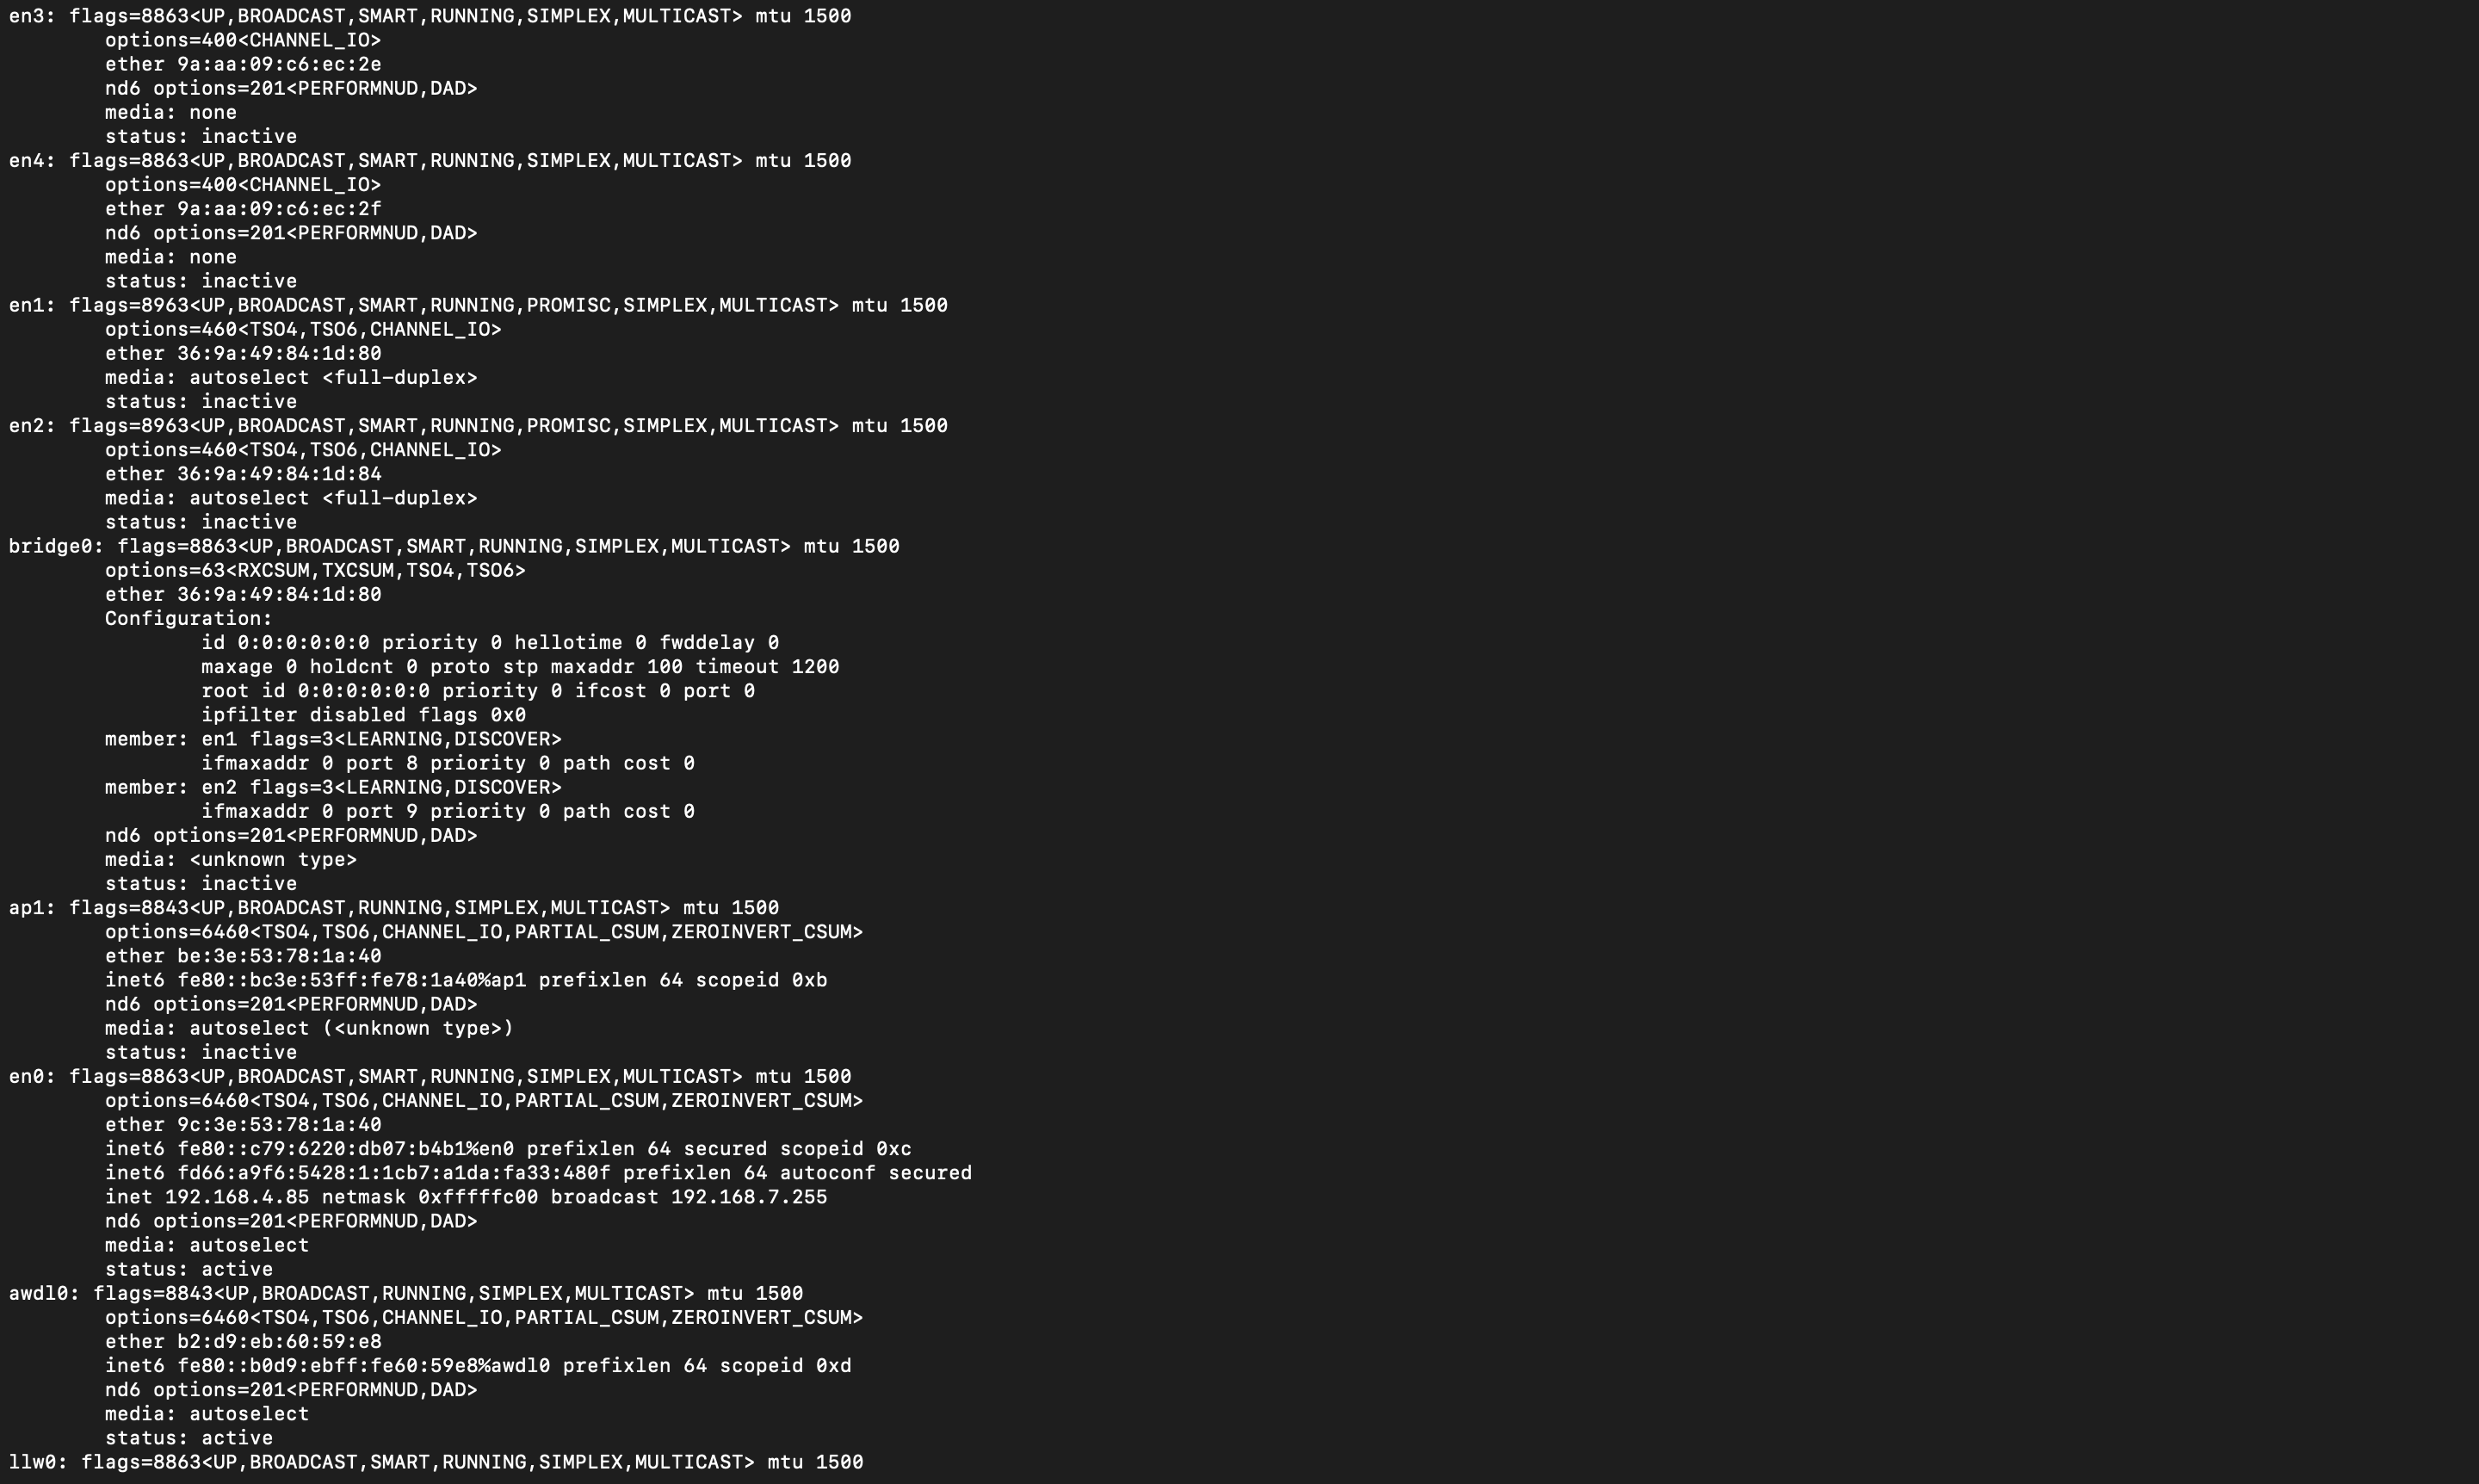 en3: flags=8863<UP,BROADCAST,SMART,RUNNING,SIMPLEX,MULTICAST> mtu 1500
options=400<CHANNEL_IO>
ether 9a:aa:09:c6:ec:2e
nd6 options=201<PERFORMNUD,DAD>
media: none
status: inactive
en4: flags=8863<UP,BROADCAST,SMART,RUNNING,SIMPLEX,MULTICAST> mtu 1500
options=400<CHANNEL_IO>
ether 9a:aa:09:c6:ec:2f
nd6 options=201<PERFORMNUD,DAD>
media: none
status: inactive
en1: flags=8963<UP,BROADCAST,SMART,RUNNING,PROMISC,SIMPLEX,MULTICAST> mtu 1500
options=460<TSO4,TSO6,CHANNEL_IO>
ether 36:9a:49:84:1d:80
media: autoselect <full-duplex>
status: inactive
en2: flags=8963<UP,BROADCAST,SMART,RUNNING,PROMISC,SIMPLEX,MULTICAST> mtu 1500
options=460<TSO4,TSO6,CHANNEL_IO>
ether 36:9a:49:84:1d:84
media: autoselect <full-duplex>
status: inactive
bridge0: flags=8863<UP,BROADCAST,SMART,RUNNING,SIMPLEX,MULTICAST> mtu 1500
options=63<RXCSUM,TXCSUM,TSO4,TSO6>
ether 36:9a:49:84:1d:80
Configuration:
id 0:0:0:0:0:0 priority 0 hellotime 0 fwddelay 0
maxage 0 holdcnt 0 proto stp maxaddr 100 timeout 1200
root id 0:0:0:0:0:0 priority 0 ifcost 0 port 0
ipfilter disabled flags 0x0
member: en1 flags=3<LEARNING,DISCOVER>
ifmaxaddr 0 port 8 priority 0 path cost 0
member: en2 flags=3<LEARNING,DISCOVER>
ifmaxaddr 0 port 9 priority 0 path cost 0
nd6 options=201<PERFORMNUD,DAD>
media: <unknown type>
status: inactive
ap1: flags=8843<UP,BROADCAST,RUNNING,SIMPLEX,MULTICAST> mtu 1500
options=6460<TSO4,TSO6,CHANNEL_IO,PARTIAL_CSUM,ZEROINVERT_CSUM>
ether be:3e:53:78:1a:40
inet6 fe80::bc3e:53ff:fe78:1a40%ap1 prefixlen 64 scopeid 0xb
nd6 options=201<PERFORMNUD,DAD>
media: autoselect (<unknown type>)
status: inactive
en0: flags=8863<UP,BROADCAST,SMART,RUNNING,SIMPLEX,MULTICAST> mtu 1500
options=6460<TSO4,TSO6,CHANNEL_IO,PARTIAL_CSUM,ZEROINVERT_CSUM>
ether 9c:3e:53:78:1a:40
inet6 fe80::c79:6220:db07:b4b1%en0 prefixlen 64 secured scopeid 0xc
inet6 fd66:a9f6:5428:1:1cb7:a1da:fa33:480f prefixlen 64 autoconf secured
inet 192.168.4.85 netmask 0xfffffc00 broadcast 192.168.7.255
nd6 options=201<PERFORMNUD,DAD>
media: autoselect
status: active
awdl0: flags=8843<UP,BROADCAST,RUNNING,SIMPLEX,MULTICAST> mtu 1500
options=6460<TSO4,TSO6,CHANNEL_IO,PARTIAL_CSUM,ZEROINVERT_CSUM>
ether b2:d9:eb:60:59:e8
inet6 fe80::b0d9:ebff:fe60:59e8%awdl0 prefixlen 64 scopeid 0xd
nd6 options=201<PERFORMNUD,DAD>
media: autoselect
status: active
llw0: flags=8863<UP,BROADCAST,SMART,RUNNING,SIMPLEX,MULTICAST> mtu 1500